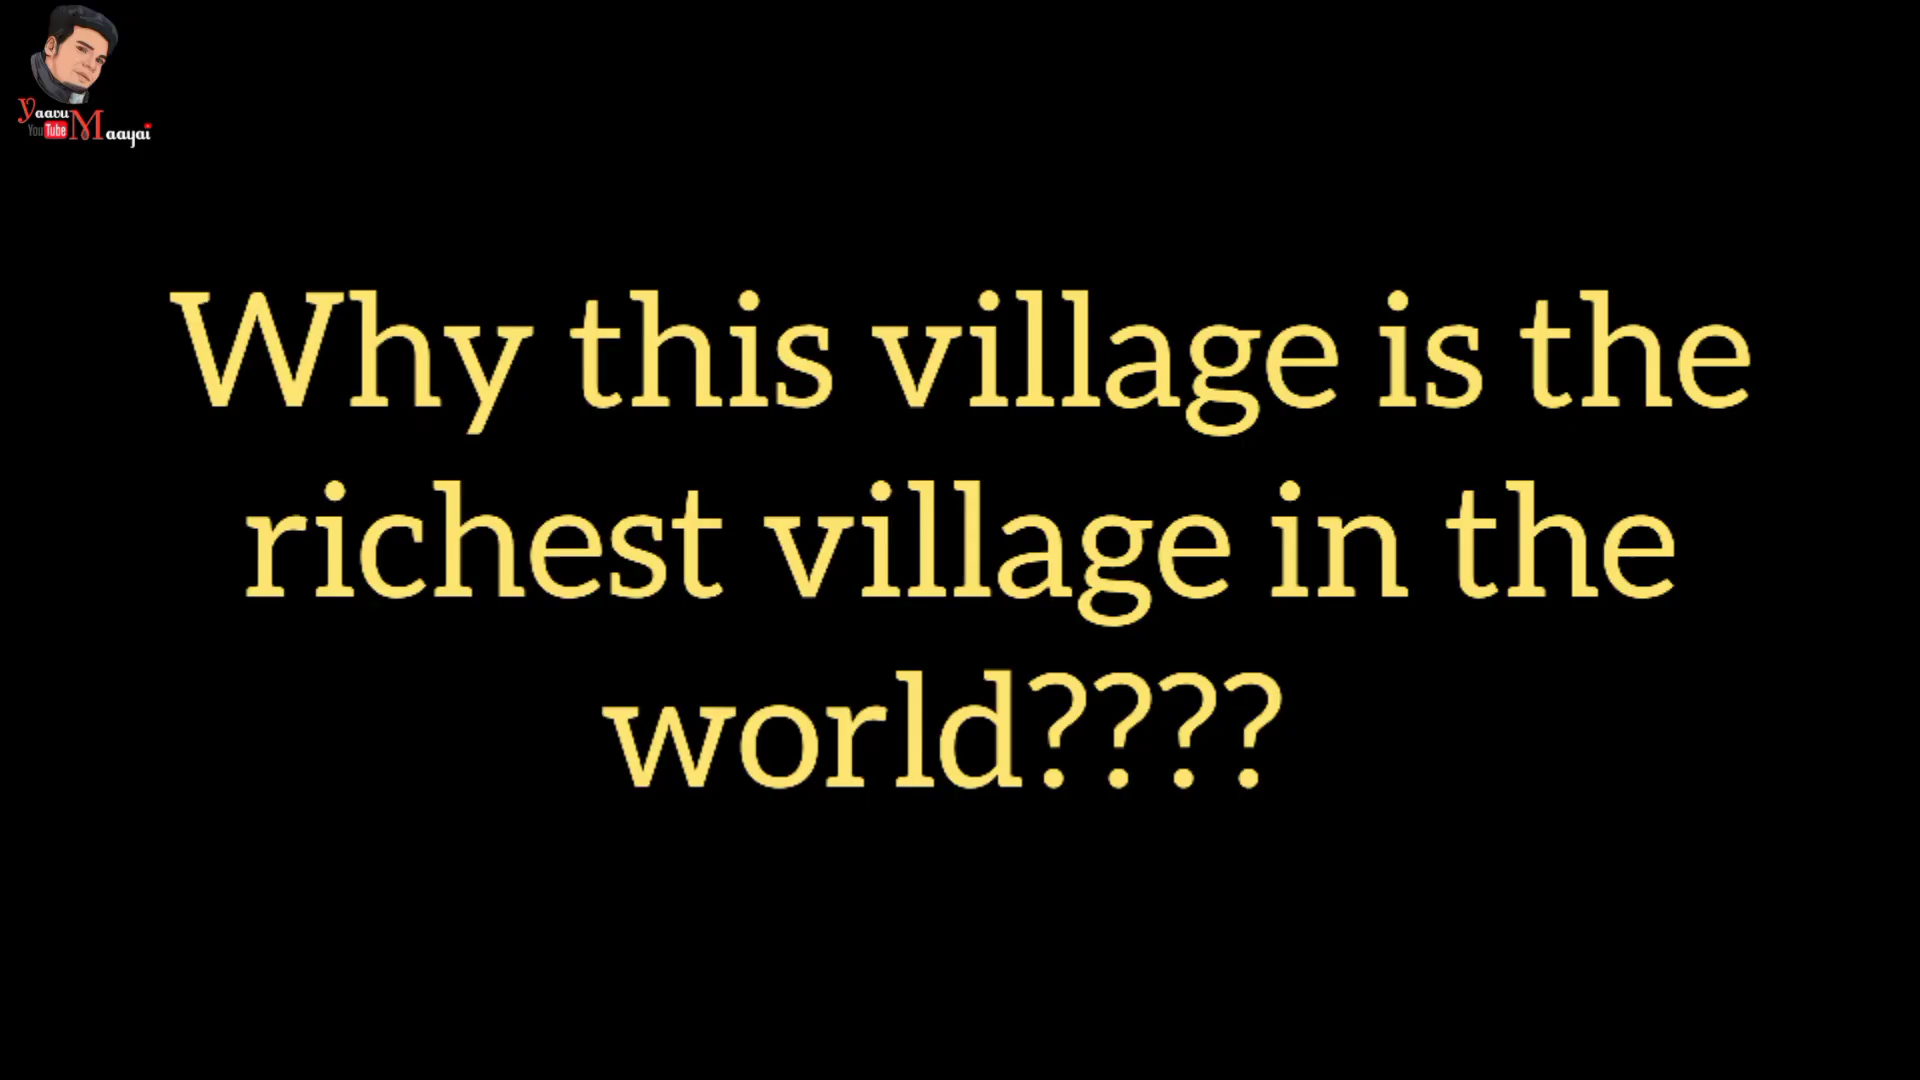 Yaavu
YouTube Maayai
Why this village is the
richest village in the
world????